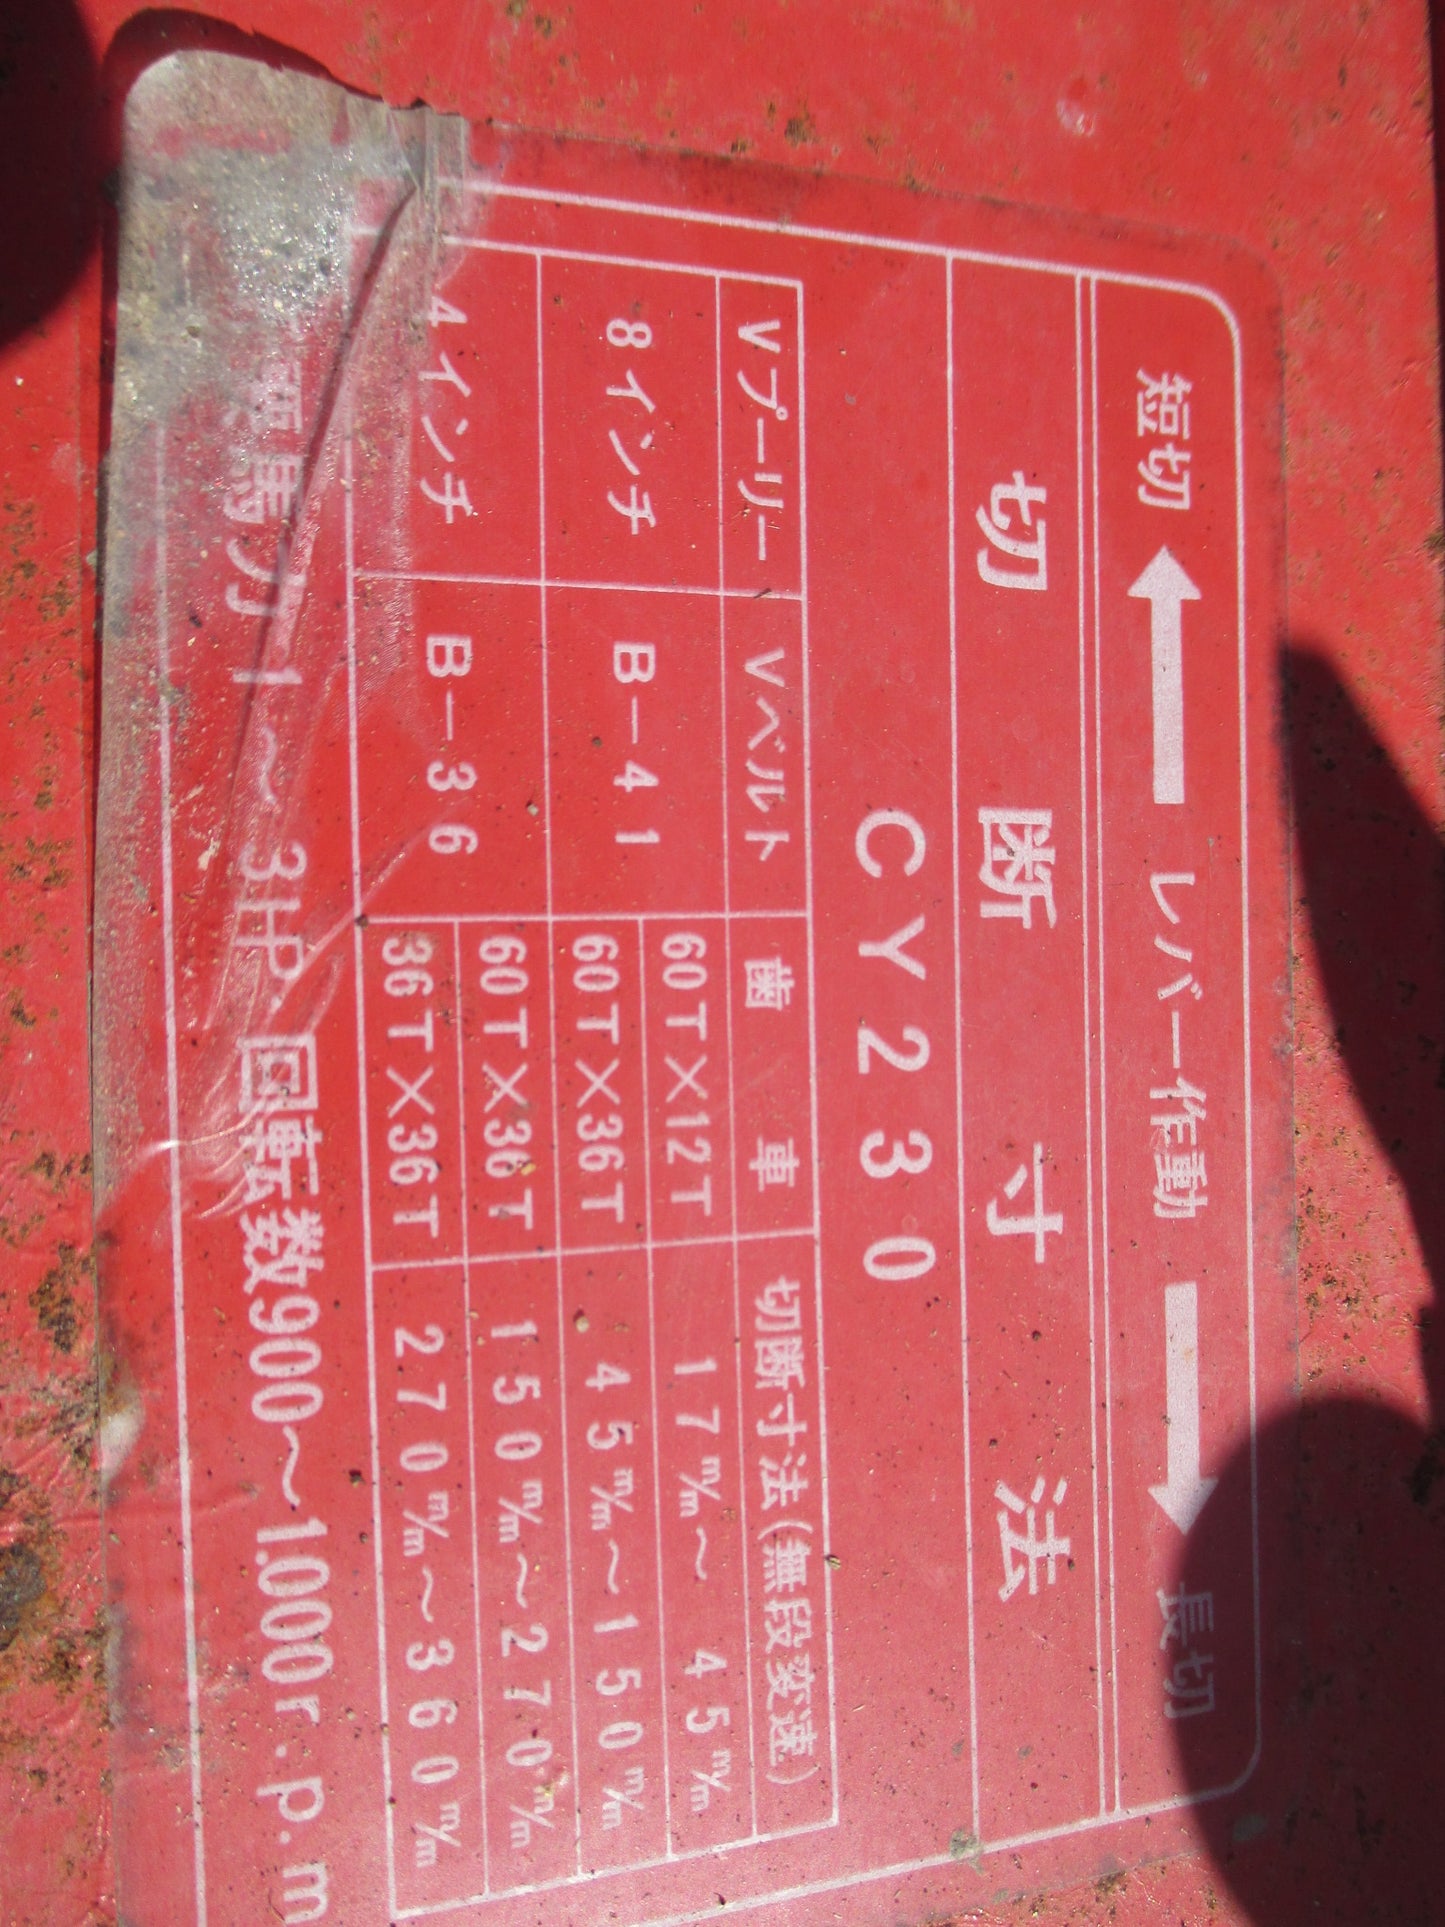 短切 ← レバー作動 → 長切
切断寸法
CY230
Vプーリー Vベルト 歯車 切断寸法(無段変速)
8インチ B-41 60T×12T 17m/m～45m/m
60T×36T 45m/m～150m/m
4インチ B-36 60T×36T 150m/m～270m/m
36T×36T 270m/m～360m/m
馬力1～3HP. 回転数900～1.000r.p.m